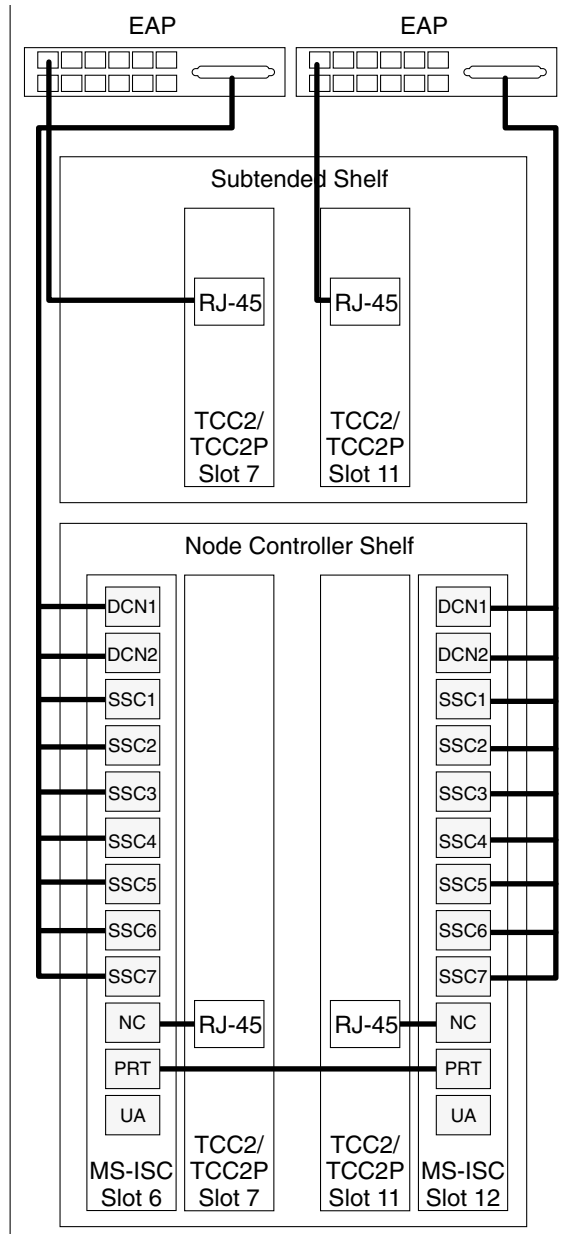 EAP
EAP
Subtended Shelf
RJ-45
RJ-45
TCC2/
TCC2P
Slot 7
TCC2/
TCC2P
Slot 11
Node Controller Shelf
DCN1
DCN2
SSC1
SSC2
SSC3
SSC4
SSC5
SSC6
SSC7
NC
PRT
UA
MS-ISC
Slot 6
RJ-45
TCC2/
TCC2P
Slot 7
RJ-45
TCC2/
TCC2P
Slot 11
DCN1
DCN2
SSC1
SSC2
SSC3
SSC4
SSC5
SSC6
SSC7
NC
PRT
UA
MS-ISC
Slot 12